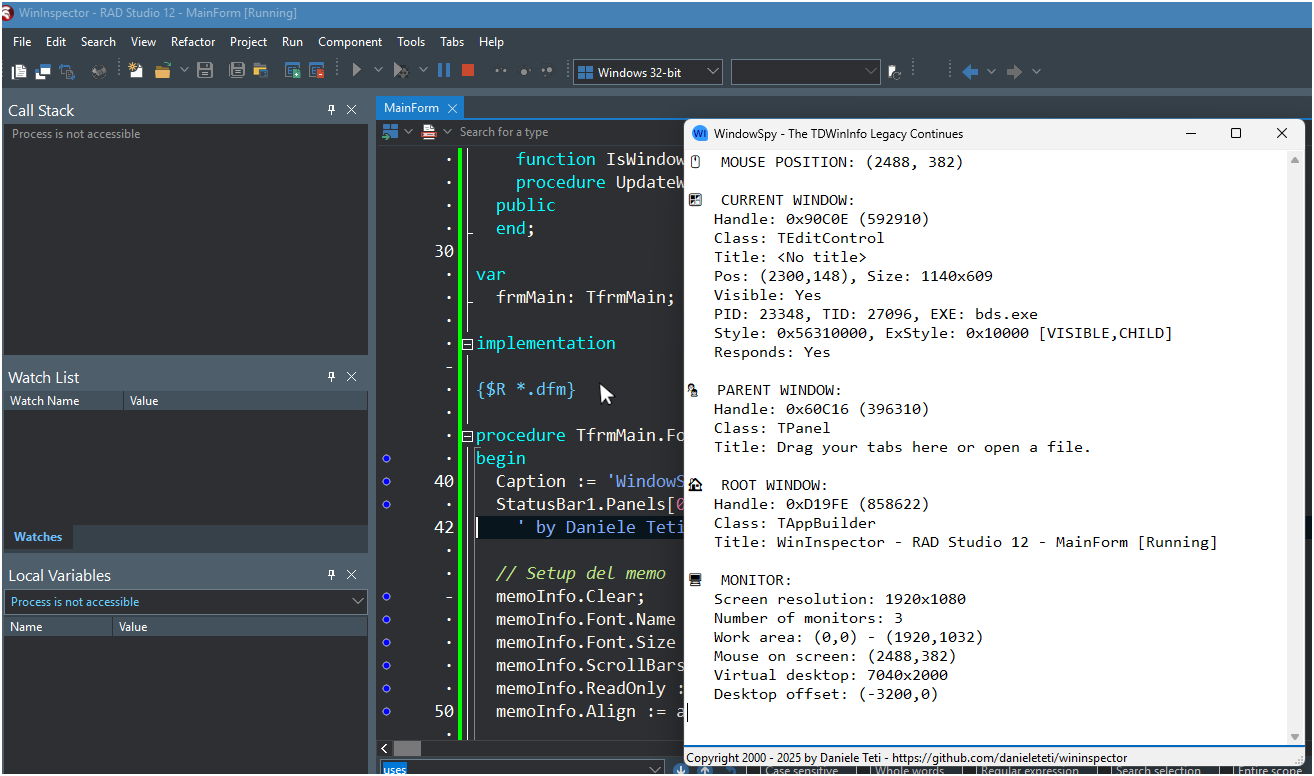 WinInspector - RAD Studio 12 - MainForm [Running]
File Edit Search View Refactor Project Run Component Tools Tabs Help
Windows 32-bit
Call Stack
Process is not accessible
Watch List
Watch Name Value
Watches
Local Variables
Process is not accessible
Name Value
MainForm
Search for a type
function IsWindow
procedure UpdateW
public
end;
30
var
frmMain: TfrmMain;
implementation
{$R *.dfm}
procedure TfrmMain.Fo
begin
40 Caption := 'WindowS
StatusBar1.Panels[0
42 ' by Daniele Teti
// Setup del memo
memoInfo.Clear;
memoInfo.Font.Name
memoInfo.Font.Size
memoInfo.ScrollBars
memoInfo.ReadOnly :
50 memoInfo.Align := a
uses
WI WindowSpy - The TDWinInfo Legacy Continues
MOUSE POSITION: (2488, 382)
CURRENT WINDOW:
Handle: 0x90C0E (592910)
Class: TEditControl
Title: <No title>
Pos: (2300,148), Size: 1140x609
Visible: Yes
PID: 23348, TID: 27096, EXE: bds.exe
Style: 0x56310000, ExStyle: 0x10000 [VISIBLE,CHILD]
Responds: Yes
PARENT WINDOW:
Handle: 0x60C16 (396310)
Class: TPanel
Title: Drag your tabs here or open a file.
ROOT WINDOW:
Handle: 0xD19FE (858622)
Class: TAppBuilder
Title: WinInspector - RAD Studio 12 - MainForm [Running]
MONITOR:
Screen resolution: 1920x1080
Number of monitors: 3
Work area: (0,0) - (1920,1032)
Mouse on screen: (2488,382)
Virtual desktop: 7040x2000
Desktop offset: (-3200,0)
Copyright 2000 - 2025 by Daniele Teti - https://github.com/danieleteti/wininspector
Case sensitive Whole words Regular expression Search selection Entire scope